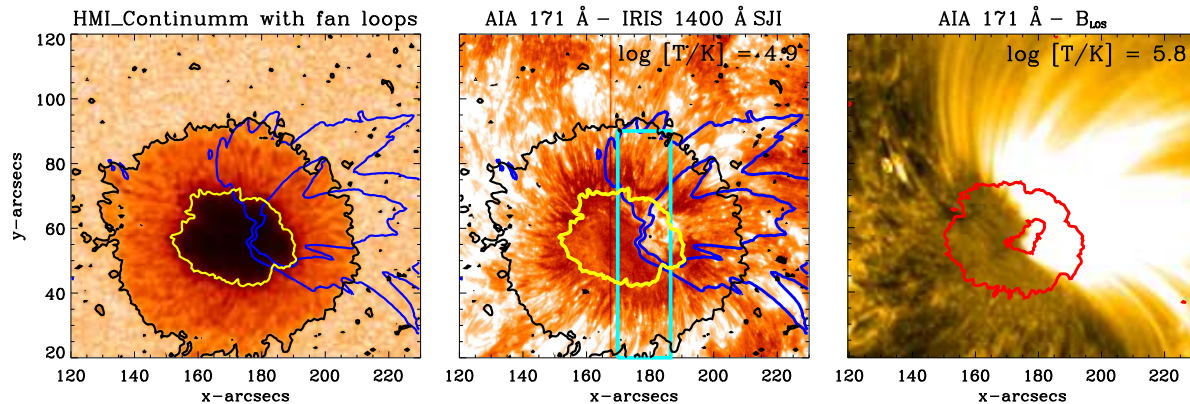 HMI_Continumm with fan loops
AIA 171 Å - IRIS 1400 Å SJI
AIA 171 Å - B_LOS
log [T/K] = 4.9
log [T/K] = 5.8
120
100
80
60
40
20
y-arcsecs
120 140 160 180 200 220
120 140 160 180 200 220
120 140 160 180 200 220
x-arcsecs
x-arcsecs
x-arcsecs